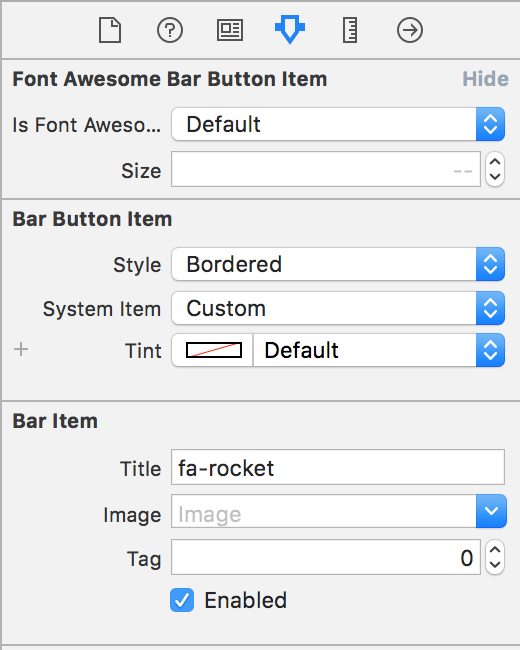 Font Awesome Bar Button Item Hide
Is Font Aweso... Default
Size --
Bar Button Item
Style Bordered
System Item Custom
+ Tint Default
Bar Item
Title fa-rocket
Image Image
Tag 0
Enabled